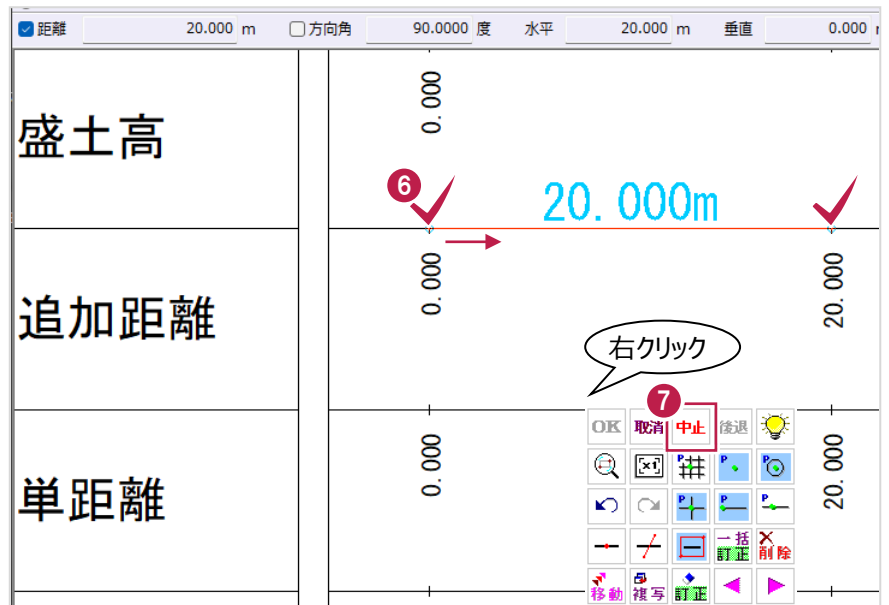 距離 20.000 m 方向角 90.0000 度 水平 20.000 m 垂直 0.000
盛土高
0.000
6
20.000m
追加距離
0.000
20.000
右クリック
7
OK 取消 中止 後退
[×1] P P P
単距離
0.000
20.000
P P P
一括訂正 削除
移動 複写 訂正